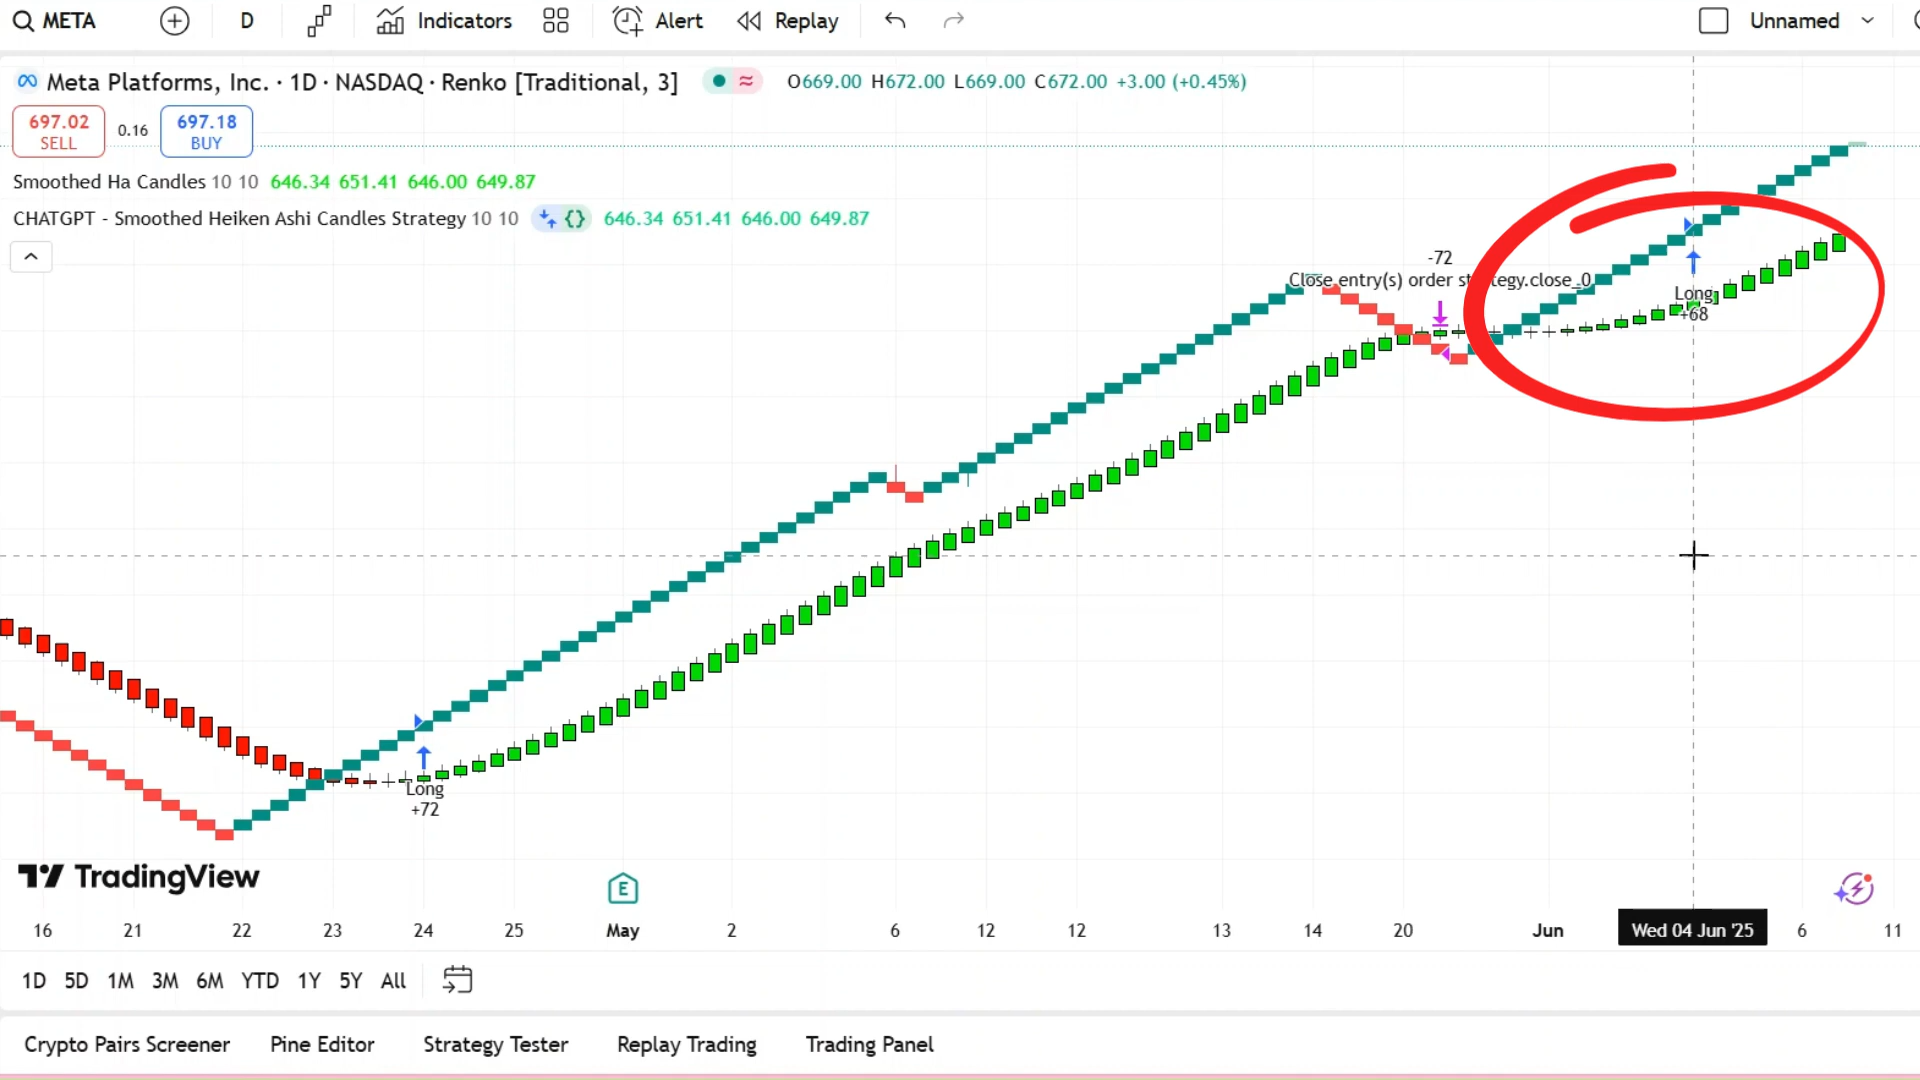 META
D
Indicators
Alert
Replay
Unnamed
Meta Platforms, Inc. · 1D · NASDAQ · Renko [Traditional, 3]
O669.00 H672.00 L669.00 C672.00 +3.00 (+0.45%)
697.02
SELL
0.16
697.18
BUY
Smoothed Ha Candles 10 10 646.34 651.41 646.00 649.87
CHATGPT - Smoothed Heiken Ashi Candles Strategy 10 10 646.34 651.41 646.00 649.87
-72
Close entry(s) order strategy.close_0
Long
+68
Long
+72
TradingView
E
16 21 22 23 24 25 May 2 6 12 12 13 14 20 Jun Wed 04 Jun '25 6 11
1D 5D 1M 3M 6M YTD 1Y 5Y All
Crypto Pairs Screener Pine Editor Strategy Tester Replay Trading Trading Panel